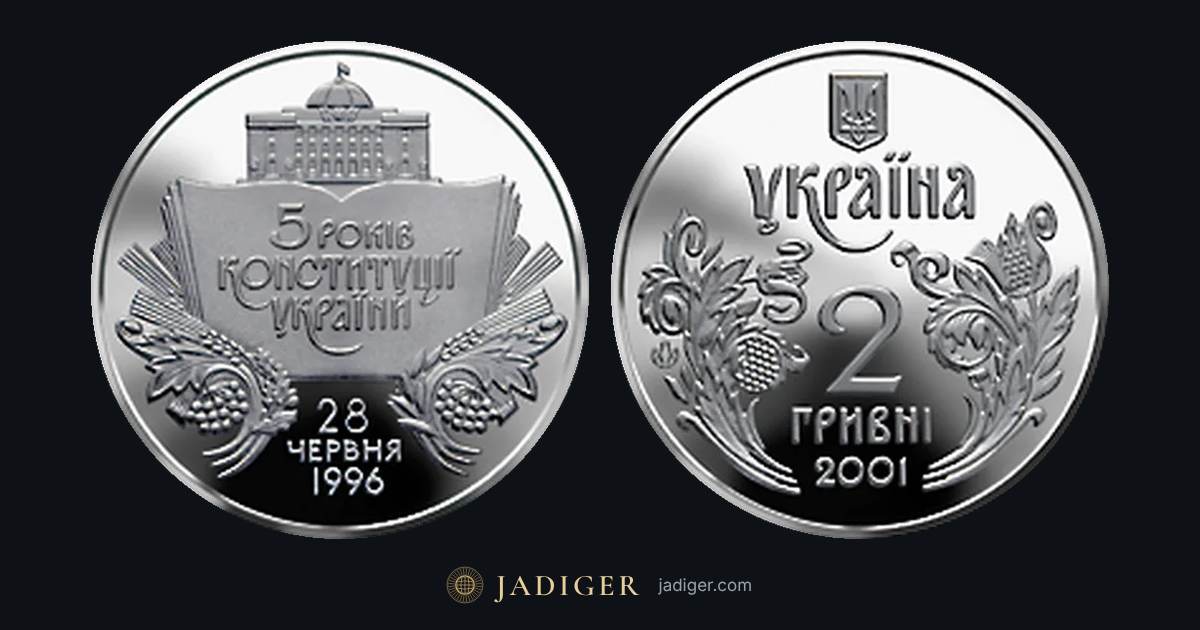 5 РОКІВ
КОНСТИТУЦІЇ
УКРАЇНИ
28
ЧЕРВНЯ
1996
УКРАЇНА
2
ГРИВНІ
2001
JADIGER jadiger.com